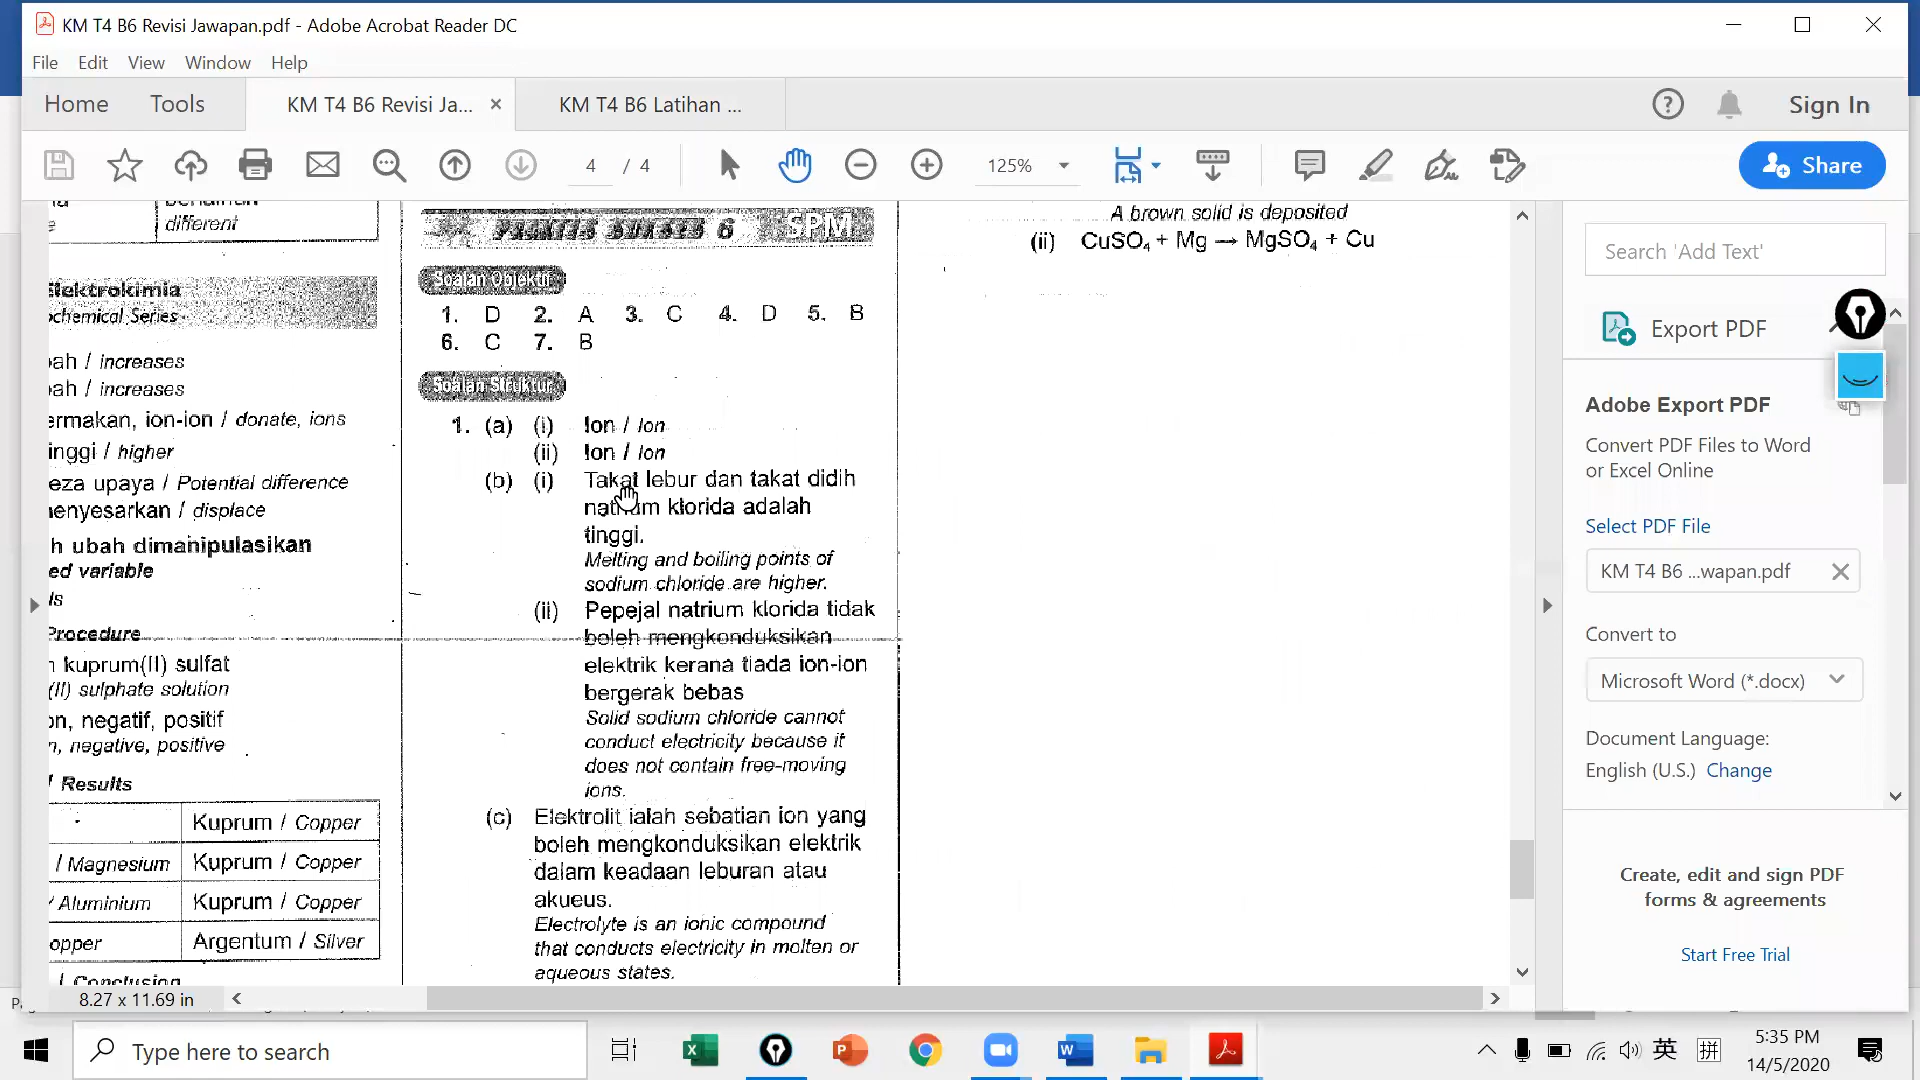 KM T4 B6 Revisi Jawapan.pdf - Adobe Acrobat Reader DC
File Edit View Window Help
Home Tools KM T4 B6 Revisi Ja... × KM T4 B6 Latihan ... Sign In
4 / 4 125% Share
different
Elektrokimia
ochemical Series
ah / increases
ah / increases
ermakan, ion-ion / donate, ions
inggi / higher
eza upaya / Potential difference
enyesarkan / displace
h ubah dimanipulasikan
ed variable
ls
Procedure
n kuprum(II) sulfat
(II) sulphate solution
on, negatif, positif
n, negative, positive
/ Results
Kuprum / Copper
/ Magnesium Kuprum / Copper
/ Aluminium Kuprum / Copper
opper Argentum / Silver
/ Conclusion
6 SPM
Soalan Objektif
1. D 2. A 3. C 4. D 5. B
6. C 7. B
Soalan Struktur
1. (a) (i) Ion / Ion
(ii) Ion / Ion
(b) (i) Takat lebur dan takat didih
natrium klorida adalah
tinggi.
Melting and boiling points of
sodium chloride are higher.
(ii) Pepejal natrium klorida tidak
boleh mengkonduksikan
elektrik kerana tiada ion-ion
bergerak bebas
Solid sodium chloride cannot
conduct electricity because it
does not contain free-moving
ions.
(c) Elektrolit ialah sebatian ion yang
boleh mengkonduksikan elektrik
dalam keadaan leburan atau
akueus.
Electrolyte is an ionic compound
that conducts electricity in molten or
aqueous states.
A brown solid is deposited
(ii) CuSO₄ + Mg → MgSO₄ + Cu
Search 'Add Text'
Export PDF
Adobe Export PDF
Convert PDF Files to Word
or Excel Online
Select PDF File
KM T4 B6 ...wapan.pdf
Convert to
Microsoft Word (*.docx)
Document Language:
English (U.S.) Change
Create, edit and sign PDF
forms & agreements
Start Free Trial
8.27 x 11.69 in
Type here to search
英 拼
5:35 PM
14/5/2020